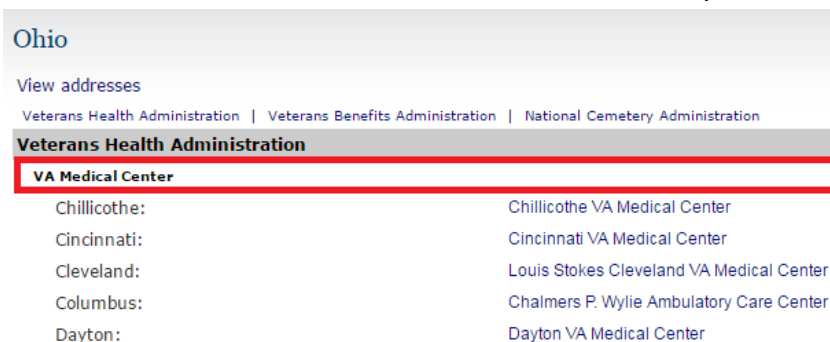 Ohio
View addresses
Veterans Health Administration | Veterans Benefits Administration | National Cemetery Administration
Veterans Health Administration
VA Medical Center
Chillicothe: Chillicothe VA Medical Center
Cincinnati: Cincinnati VA Medical Center
Cleveland: Louis Stokes Cleveland VA Medical Center
Columbus: Chalmers P. Wylie Ambulatory Care Center
Dayton: Dayton VA Medical Center